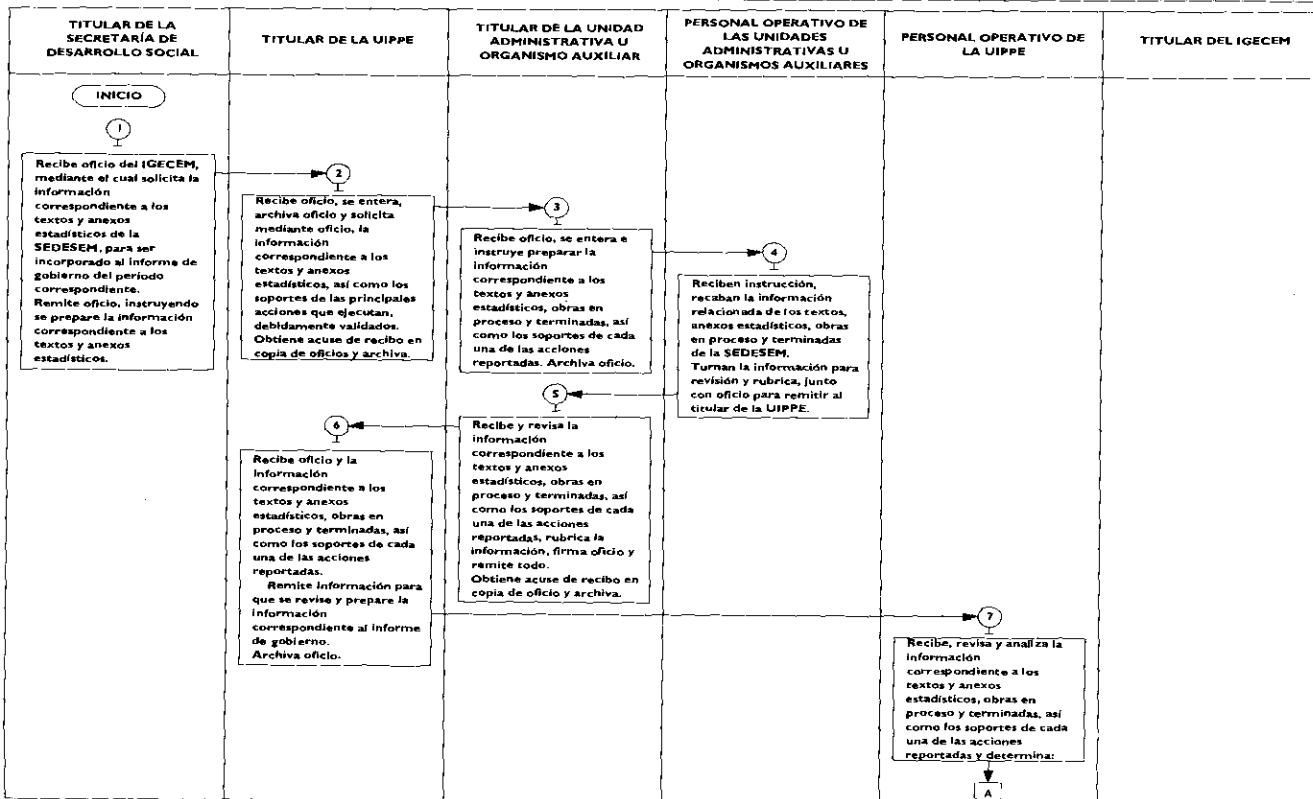 TITULAR DE LA
SECRETARÍA DE
DESARROLLO SOCIAL
TITULAR DE LA UIPPE
TITULAR DE LA UNIDAD
ADMINISTRATIVA U
ORGANISMO AUXILIAR
PERSONAL OPERATIVO DE
LAS UNIDADES
ADMINISTRATIVAS U
ORGANISMOS AUXILIARES
PERSONAL OPERATIVO DE
LA UIPPE
TITULAR DEL IGECEM
INICIO
1
Recibe oficio del IGECEM,
mediante el cual solicita la
información
correspondiente a los
textos y anexos
estadísticos de la
SEDESEM, para ser
incorporado al informe de
gobierno del período
correspondiente.
Remite oficio, instruyendo
se prepare la información
correspondiente a los
textos y anexos
estadísticos.
2
Recibe oficio, se entera,
archiva oficio y solicita
mediante oficio, la
información
correspondiente a los
textos y anexos
estadísticos, así como los
soportes de las principales
acciones que ejecutan,
debidamente validados.
Obtiene acuse de recibo en
copia de oficios y archiva.
3
Recibe oficio, se entera e
instruye preparar la
información
correspondiente a los
textos y anexos
estadísticos, obras en
proceso y terminadas, así
como los soportes de cada
una de las acciones
reportadas. Archiva oficio.
4
Reciben instrucción,
recaban la información
relacionada de los textos,
anexos estadísticos, obras
en proceso y terminadas
de la SEDESEM.
Turnan la información para
revisión y rubrica, junto
con oficio para remitir al
titular de la UIPPE.
5
Recibe y revisa la
información
correspondiente a los
textos y anexos
estadísticos, obras en
proceso y terminadas, así
como los soportes de cada
una de las acciones
reportadas, rubrica la
información, firma oficio y
remite todo.
Obtiene acuse de recibo en
copia de oficio y archiva.
6
Recibe oficio y la
información
correspondiente a los
textos y anexos
estadísticos, obras en
proceso y terminadas, así
como los soportes de cada
una de las acciones
reportadas.
Remite información para
que se revise y prepare la
información
correspondiente al informe
de gobierno.
Archiva oficio.
7
Recibe, revisa y analiza la
información
correspondiente a los
textos y anexos
estadísticos, obras en
proceso y terminadas, así
como los soportes de cada
una de las acciones
reportadas y determina:
A